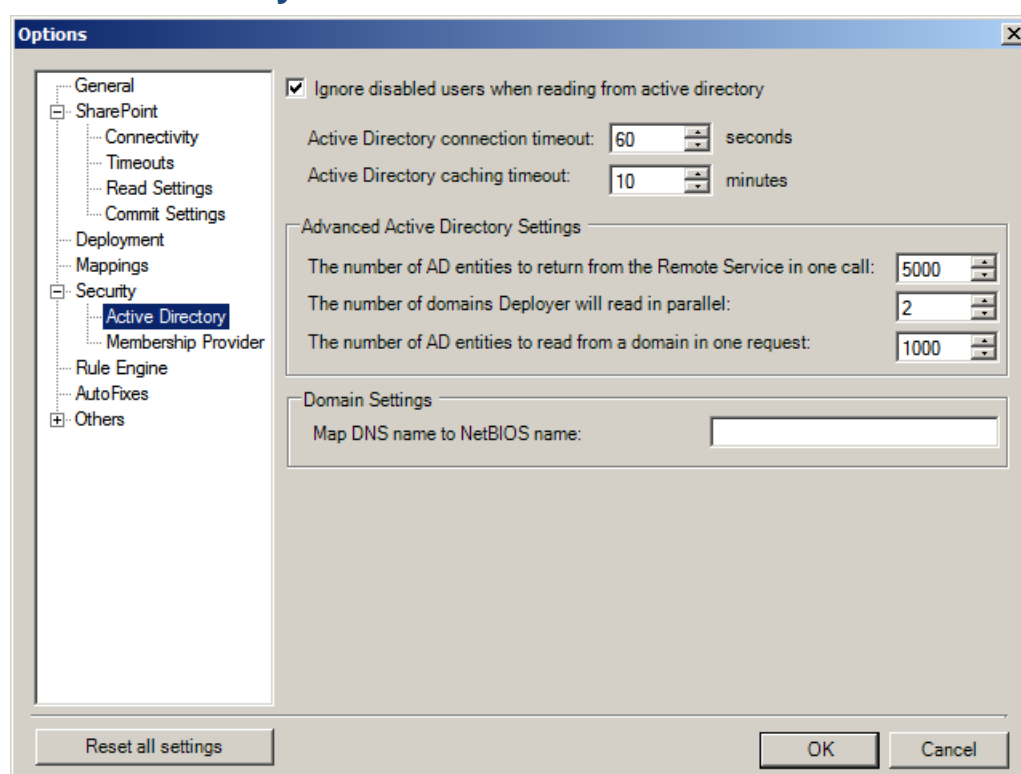 Options
General
SharePoint
Connectivity
Timeouts
Read Settings
Commit Settings
Deployment
Mappings
Security
Active Directory
Membership Provider
Rule Engine
AutoFixes
Others
Ignore disabled users when reading from active directory
Active Directory connection timeout: 60 seconds
Active Directory caching timeout: 10 minutes
Advanced Active Directory Settings
The number of AD entities to return from the Remote Service in one call: 5000
The number of domains Deployer will read in parallel: 2
The number of AD entities to read from a domain in one request: 1000
Domain Settings
Map DNS name to NetBIOS name:
Reset all settings
OK
Cancel